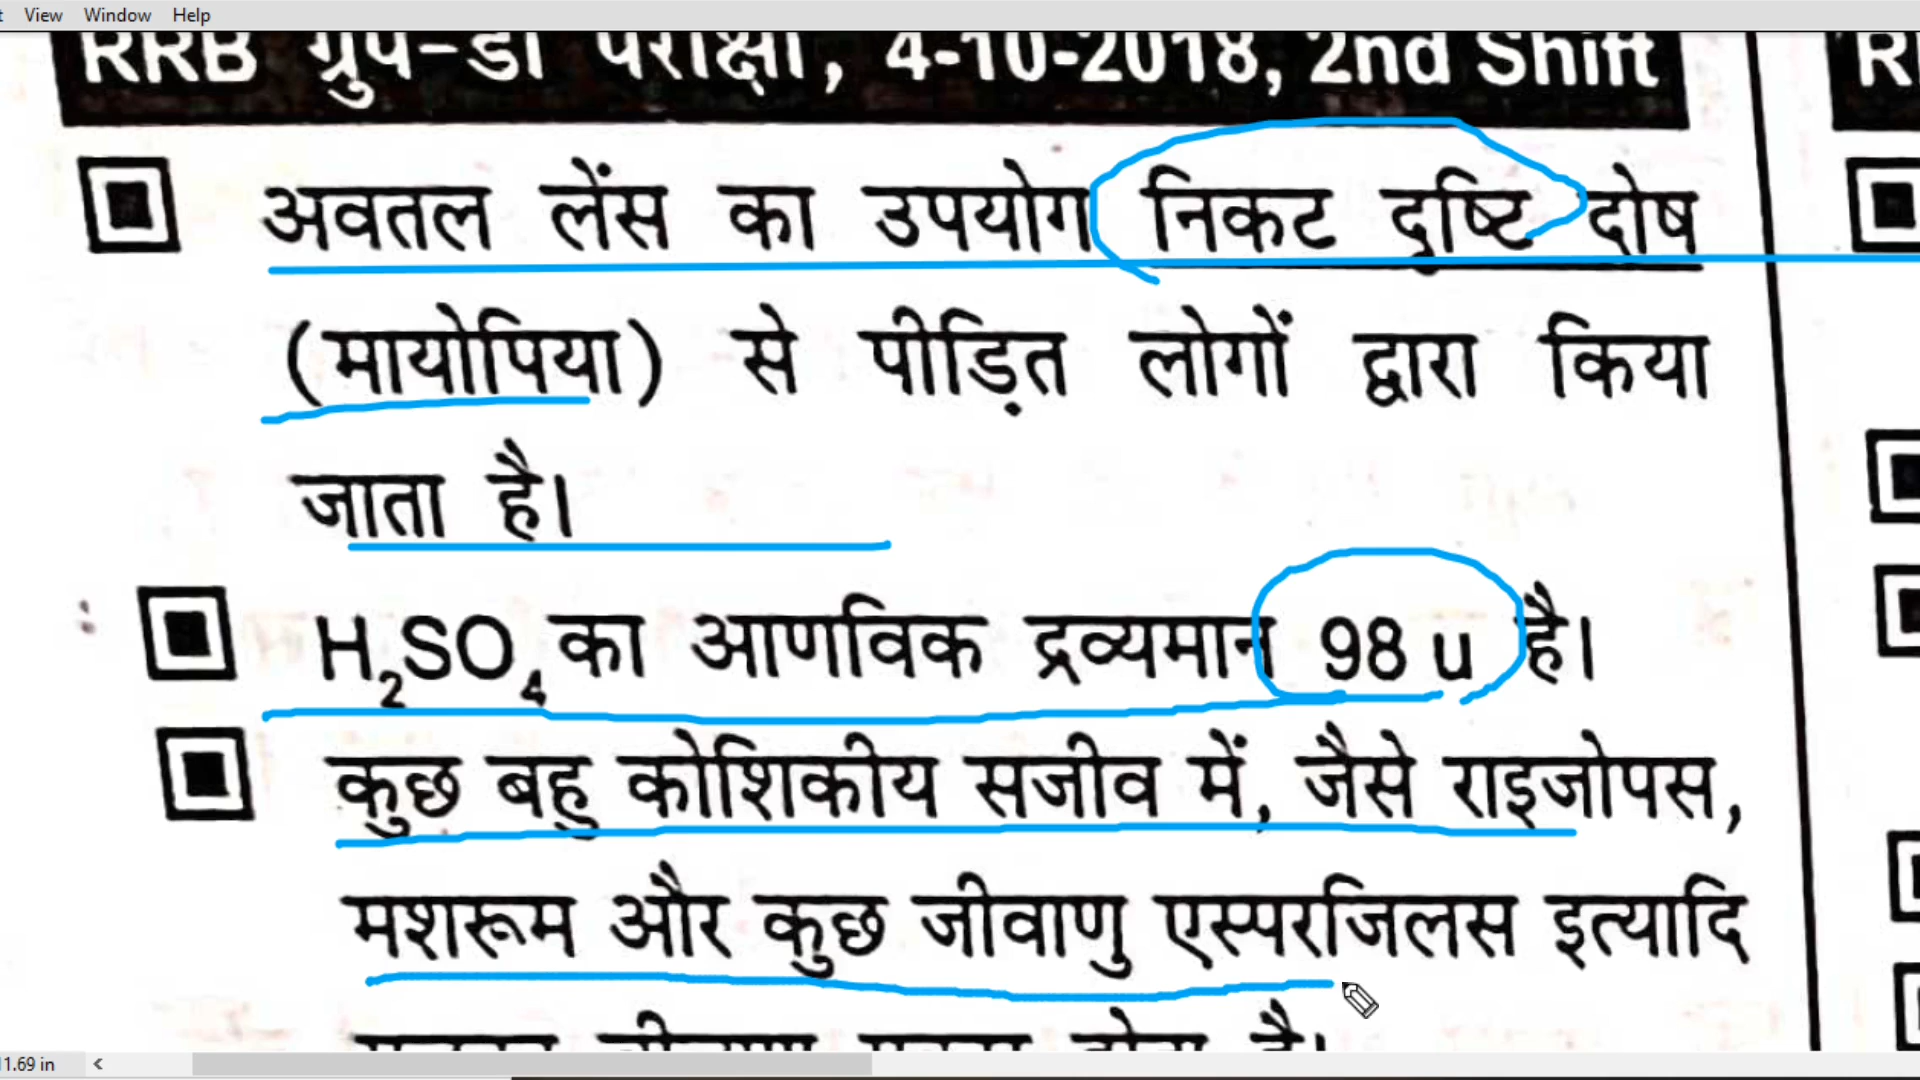 View Window Help
RRB ग्रुप-डी परीक्षा, 4-10-2018, 2nd Shift
अवतल लेंस का उपयोग निकट दृष्टि दोष
(मायोपिया) से पीड़ित लोगों द्वारा किया
जाता है।
H₂SO₄ का आणविक द्रव्यमान 98 u है।
कुछ बहु कोशिकीय सजीव में, जैसे राइजोपस,
मशरूम और कुछ जीवाणु एस्परजिलस इत्यादि
है।
1.69 in